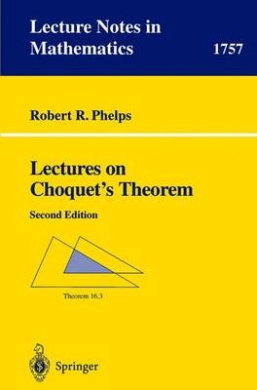 Lecture Notes in
Mathematics 1757
Robert R. Phelps
Lectures on
Choquet's Theorem
Second Edition
Theorem 16.3
Springer